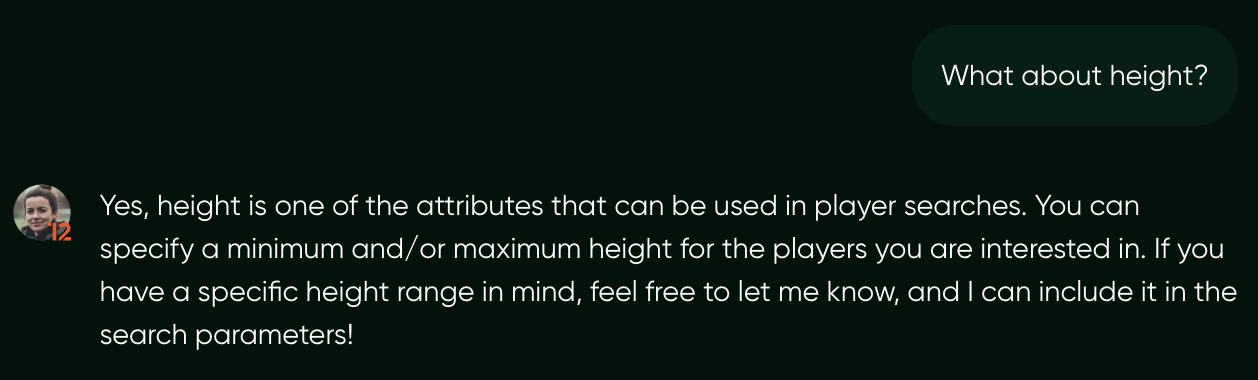 What about height?
Yes, height is one of the attributes that can be used in player searches. You can
specify a minimum and/or maximum height for the players you are interested in. If you
have a specific height range in mind, feel free to let me know, and I can include it in the
search parameters!
12